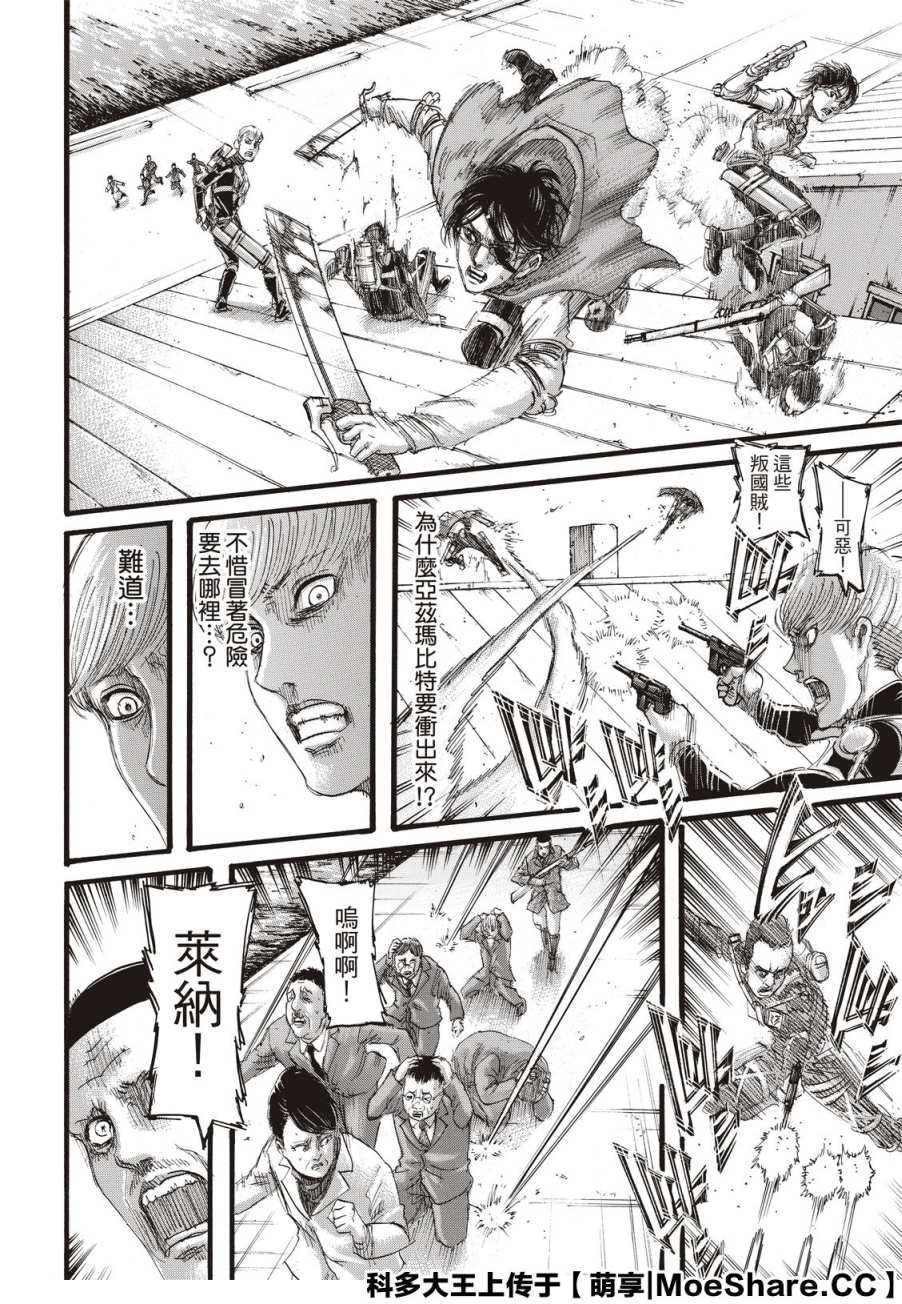 ——可惡！
這些
叛國賊！
為什麼亞茲瑪比特要衝出來!?
不惜冒著危險
要去哪裡…？
難道…
嗚啊啊！
萊納！
科多大王上传于【 萌享|MoeShare.CC】